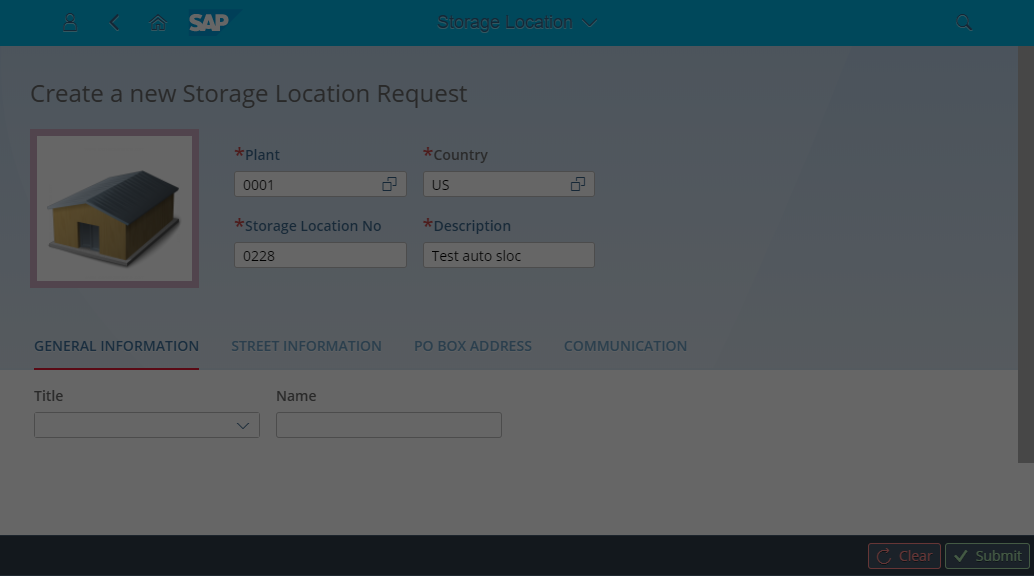 SAP
Storage Location
Create a new Storage Location Request
*Plant *Country
0001 US
*Storage Location No *Description
0228 Test auto sloc
GENERAL INFORMATION STREET INFORMATION PO BOX ADDRESS COMMUNICATION
Title Name
Clear Submit